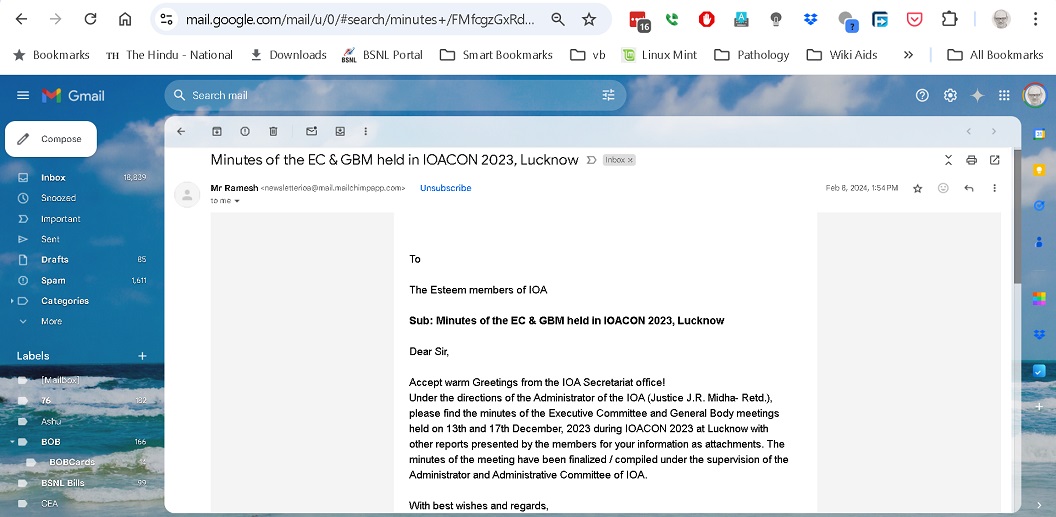 mail.google.com/mail/u/0/#search/minutes+/FMfcgzGxRd...
16
A
?
Bookmarks
TH The Hindu - National
Downloads
BSNL BSNL Portal
Smart Bookmarks
vb
Linux Mint
Pathology
Wiki Aids
»
All Bookmarks
Gmail
Search mail
Compose
Inbox 18,839
Snoozed
Important
Sent
Drafts 85
Spam 1,611
Categories
More
Labels
[Mailbox]
76
Ashu
BOB 166
BOBCards
BSNL Bills 99
CEA
Minutes of the EC & GBM held in IOACON 2023, Lucknow Inbox ×
Mr Ramesh <newsletterioa@mail.mailchimpapp.com> Unsubscribe
Feb 8, 2024, 1:54 PM
to me
To
The Esteem members of IOA
Sub: Minutes of the EC & GBM held in IOACON 2023, Lucknow
Dear Sir,
Accept warm Greetings from the IOA Secretariat office!
Under the directions of the Administrator of the IOA (Justice J.R. Midha- Retd.),
please find the minutes of the Executive Committee and General Body meetings
held on 13th and 17th December, 2023 during IOACON 2023 at Lucknow with
other reports presented by the members for your information as attachments. The
minutes of the meeting have been finalized / compiled under the supervision of the
Administrator and Administrative Committee of IOA.
With best wishes and regards,